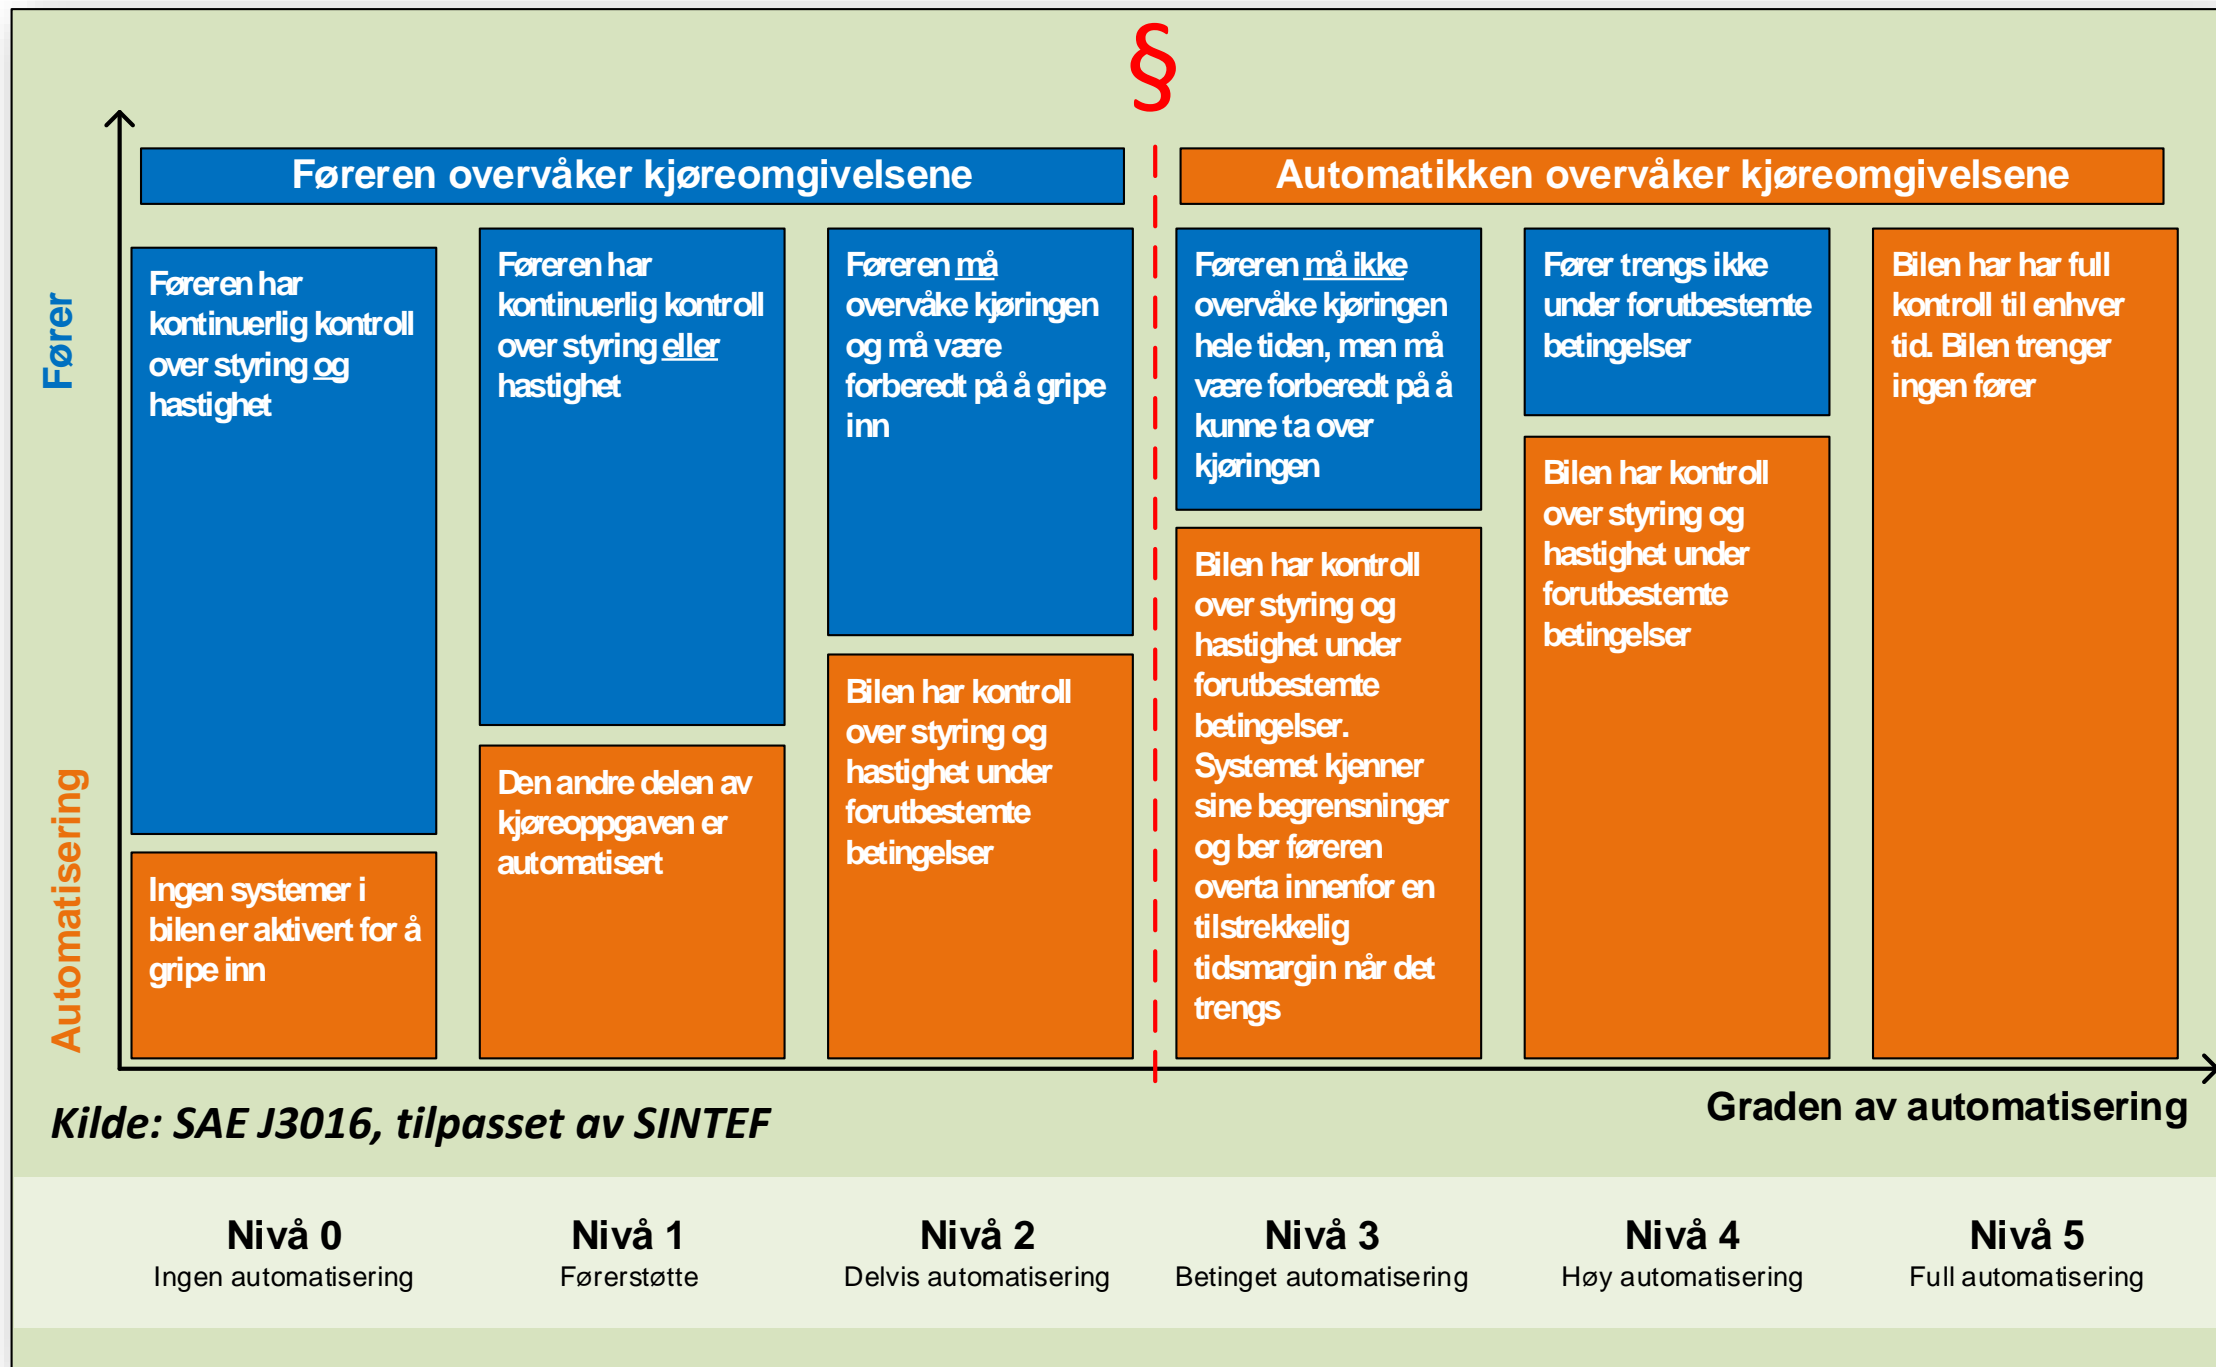 §
Føreren overvåker kjøreomgivelsene
Automatikken overvåker kjøreomgivelsene
Fører
Automatisering
Føreren har
kontinuerlig kontroll
over styring og
hastighet
Ingen systemer i
bilen er aktivert for å
gripe inn
Føreren har
kontinuerlig kontroll
over styring eller
hastighet
Den andre delen av
kjøreoppgaven er
automatisert
Føreren må
overvåke kjøringen
og må være
forberedt på å gripe
inn
Bilen har kontroll
over styring og
hastighet under
forutbestemte
betingelser
Føreren må ikke
overvåke kjøringen
hele tiden, men må
være forberedt på å
kunne ta over
kjøringen
Bilen har kontroll
over styring og
hastighet under
forutbestemte
betingelser.
Systemet kjenner
sine begrensninger
og ber føreren
overta innenfor en
tilstrekkelig
tidsmargin når det
trengs
Fører trengs ikke
under forutbestemte
betingelser
Bilen har kontroll
over styring og
hastighet under
forutbestemte
betingelser
Bilen har har full
kontroll til enhver
tid. Bilen trenger
ingen fører
Graden av automatisering
Kilde: SAE J3016, tilpasset av SINTEF
Nivå 0
Ingen automatisering
Nivå 1
Førerstøtte
Nivå 2
Delvis automatisering
Nivå 3
Betinget automatisering
Nivå 4
Høy automatisering
Nivå 5
Full automatisering